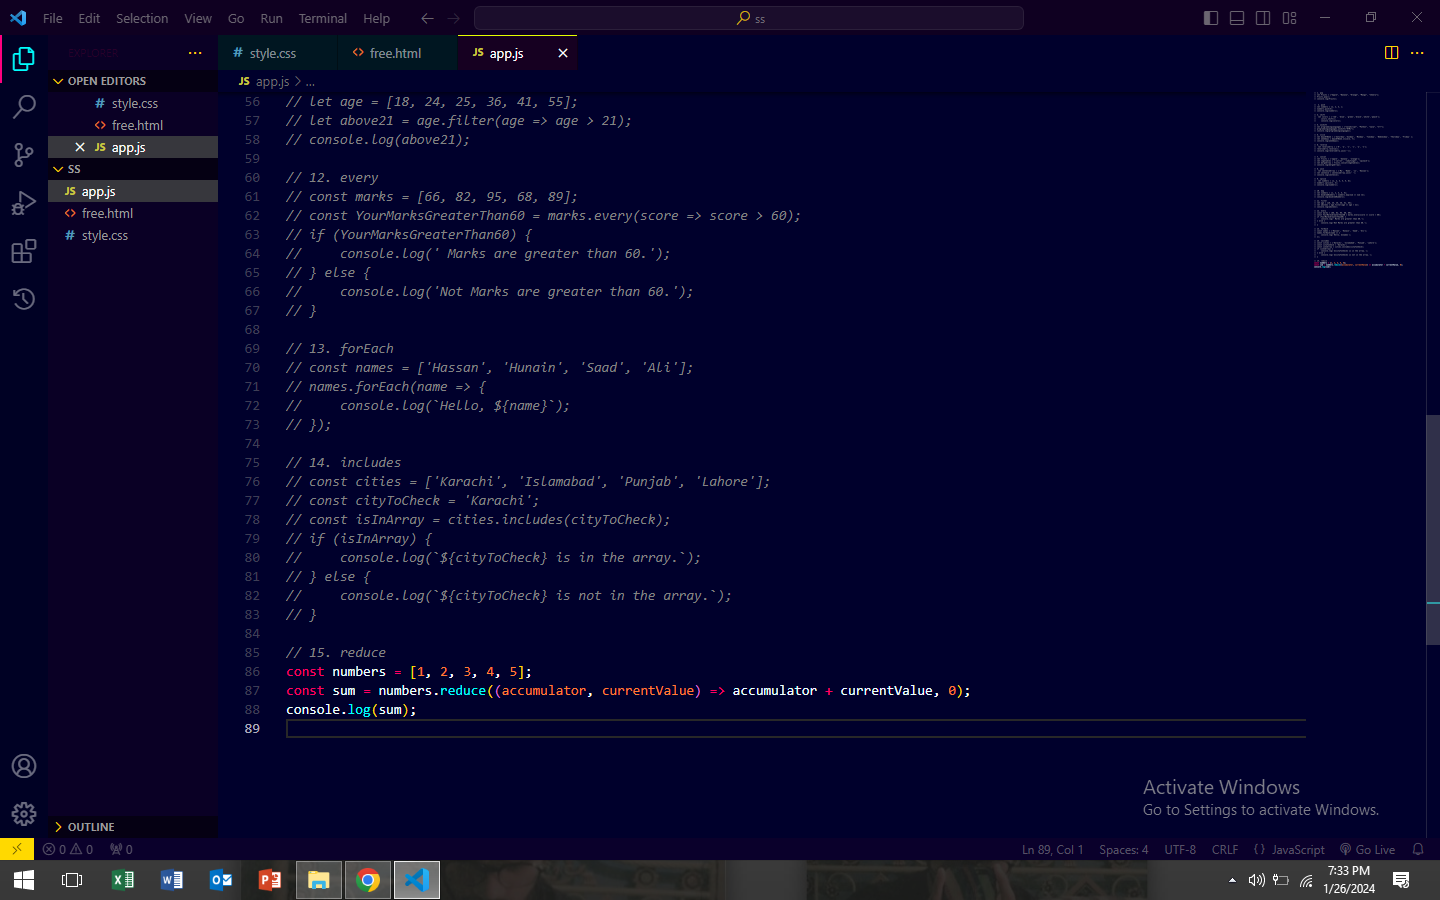 File Edit Selection View Go Run Terminal Help
ss
EXPLORER
style.css free.html app.js
OPEN EDITORS
style.css
free.html
JS app.js
SS
JS app.js
free.html
style.css
OUTLINE
JS app.js > ...
56 // let age = [18, 24, 25, 36, 41, 55];
57 // let above21 = age.filter(age => age > 21);
58 // console.log(above21);
59
60 // 12. every
61 // const marks = [66, 82, 95, 68, 89];
62 // const YourMarksGreaterThan60 = marks.every(score => score > 60);
63 // if (YourMarksGreaterThan60) {
64 //     console.log(' Marks are greater than 60.');
65 // } else {
66 //     console.log('Not Marks are greater than 60.');
67 // }
68
69 // 13. forEach
70 // const names = ['Hassan', 'Hunain', 'Saad', 'Ali'];
71 // names.forEach(name => {
72 //     console.log(`Hello, ${name}`);
73 // });
74
75 // 14. includes
76 // const cities = ['Karachi', 'Islamabad', 'Punjab', 'Lahore'];
77 // const cityToCheck = 'Karachi';
78 // const isInArray = cities.includes(cityToCheck);
79 // if (isInArray) {
80 //     console.log(`${cityToCheck} is in the array.`);
81 // } else {
82 //     console.log(`${cityToCheck} is not in the array.`);
83 // }
84
85 // 15. reduce
86 const numbers = [1, 2, 3, 4, 5];
87 const sum = numbers.reduce((accumulator, currentValue) => accumulator + currentValue, 0);
88 console.log(sum);
89
Activate Windows
Go to Settings to activate Windows.
0 0 0
Ln 89, Col 1 Spaces: 4 UTF-8 CRLF {} JavaScript Go Live
7:33 PM
1/26/2024